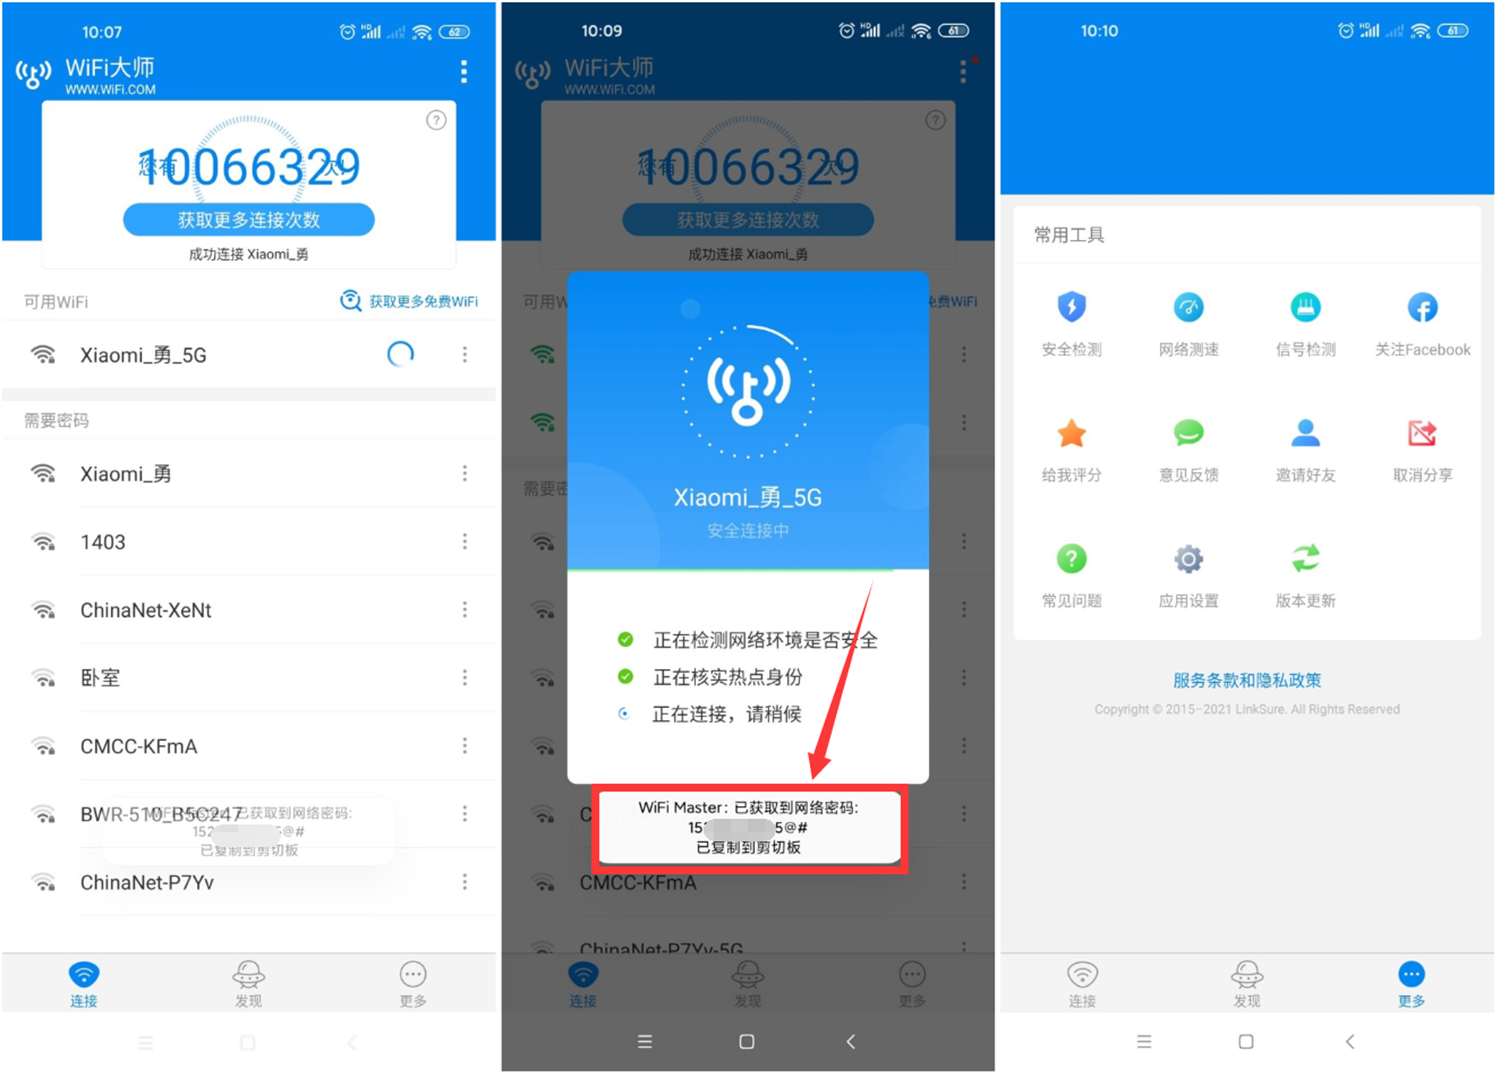 10:07
HD
62
WiFi大师
WWW.WiFi.COM
?
您有
10066329
次!
获取更多连接次数
成功连接 Xiaomi_勇
可用WiFi
获取更多免费WiFi
Xiaomi_勇_5G
需要密码
Xiaomi_勇
1403
ChinaNet-XeNt
卧室
CMCC-KFmA
BWR-510_B5C247
WiFi Master: 已获取到网络密码:
152 5@#
已复制到剪切板
ChinaNet-P7Yv
连接
发现
更多
10:09
HD
61
WiFi大师
WWW.WiFi.COM
?
您有
10066329
次!
获取更多连接次数
成功连接 Xiaomi_勇
可用W
免费WiFi
需要密
Xiaomi_勇_5G
安全连接中
正在检测网络环境是否安全
正在核实热点身份
正在连接，请稍候
WiFi Master: 已获取到网络密码:
152 5@#
已复制到剪切板
C
CMCC-KFmA
ChinaNet-P7Yv-5G
连接
发现
更多
10:10
HD
61
常用工具
安全检测
网络测速
信号检测
关注Facebook
给我评分
意见反馈
邀请好友
取消分享
?
常见问题
应用设置
版本更新
服务条款和隐私政策
Copyright © 2015-2021 LinkSure. All Rights Reserved
连接
发现
更多